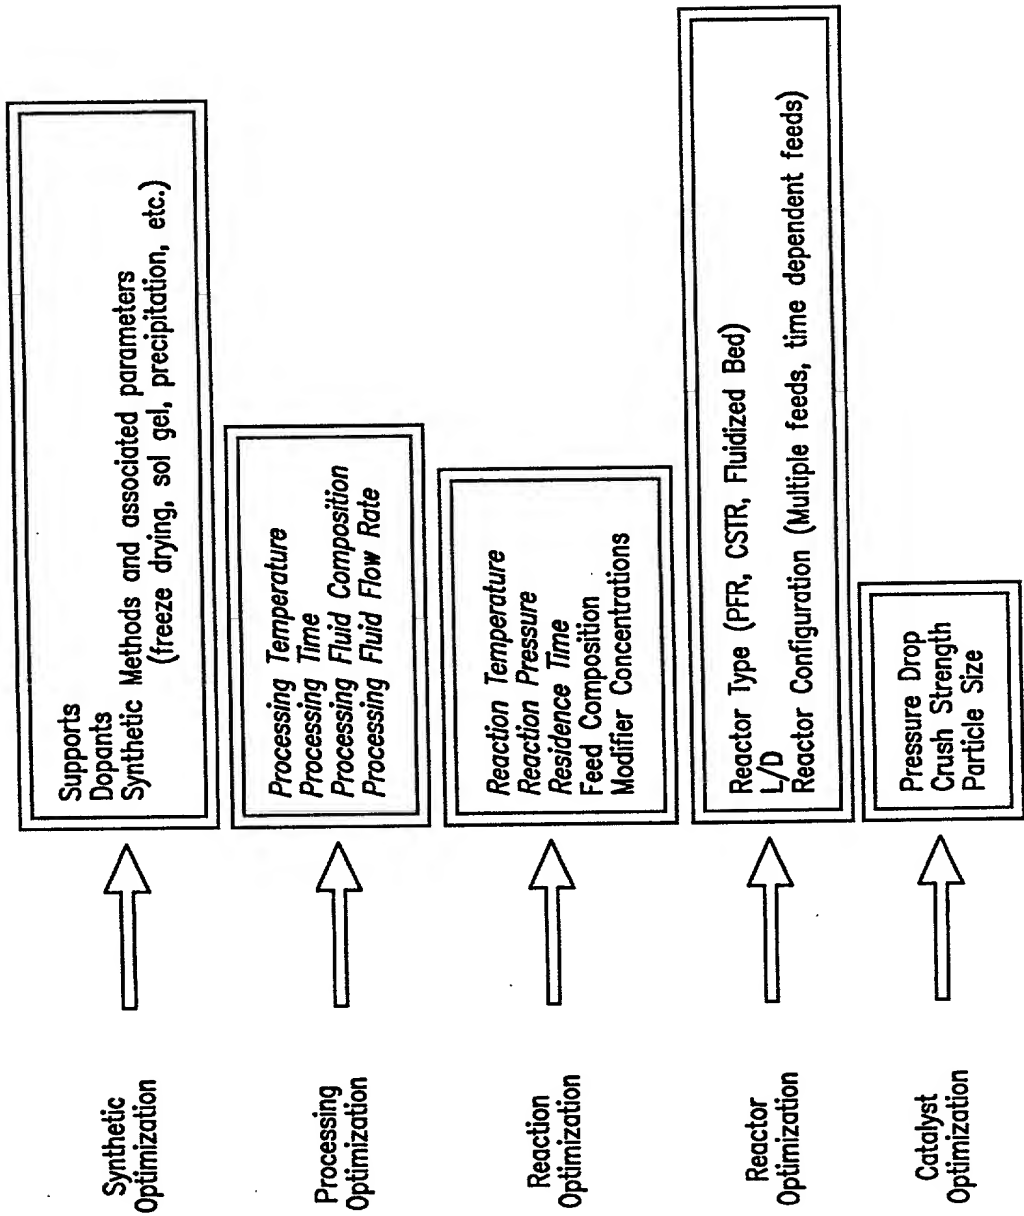 Synthetic
Optimization
Supports
Dopants
Synthetic Methods and associated parameters
(freeze drying, sol gel, precipitation, etc.)
Processing
Optimization
Processing Temperature
Processing Time
Processing Fluid Composition
Processing Fluid Flow Rate
Reaction
Optimization
Reaction Temperature
Reaction Pressure
Residence Time
Feed Composition
Modifier Concentrations
Reactor
Optimization
Reactor Type (PFR, CSTR, Fluidized Bed)
L/D
Reactor Configuration (Multiple feeds, time dependent feeds)
Catalyst
Optimization
Pressure Drop
Crush Strength
Particle Size